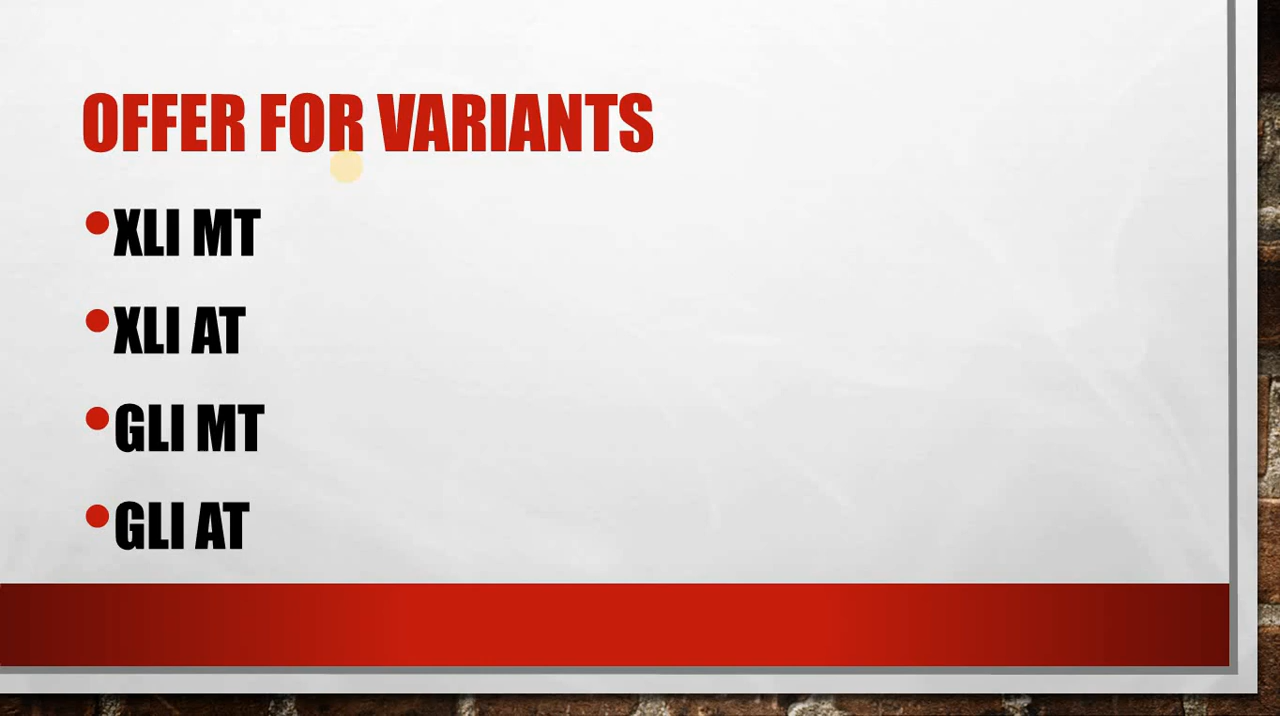 OFFER FOR VARIANTS
•XLI MT
•XLI AT
•GLI MT
•GLI AT